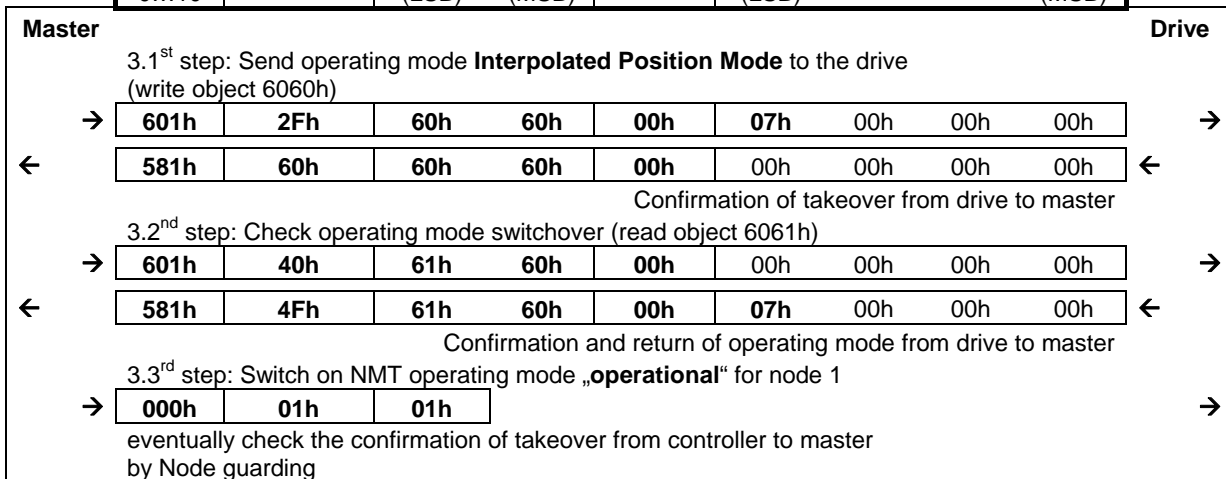 (LSB) (MSB) (LSB) (MSB)
Master Drive
3.1st step: Send operating mode Interpolated Position Mode to the drive
(write object 6060h)
→ 601h 2Fh 60h 60h 00h 07h 00h 00h 00h →
← 581h 60h 60h 60h 00h 00h 00h 00h 00h ←
Confirmation of takeover from drive to master
3.2nd step: Check operating mode switchover (read object 6061h)
→ 601h 40h 61h 60h 00h 00h 00h 00h 00h →
← 581h 4Fh 61h 60h 00h 07h 00h 00h 00h ←
Confirmation and return of operating mode from drive to master
3.3rd step: Switch on NMT operating mode „operational“ for node 1
→ 000h 01h 01h →
eventually check the confirmation of takeover from controller to master
by Node guarding